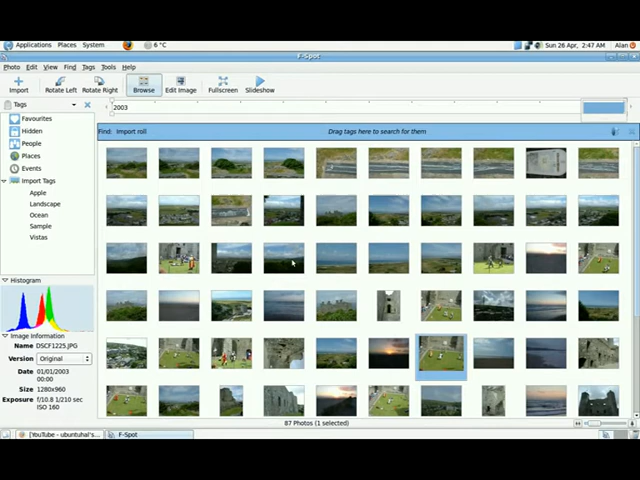 Applications Places System 6 °C Sun 26 Apr, 2:47 AM Alan
F-Spot
Photo Edit View Find Tags Tools Help
Import Rotate Left Rotate Right Browse Edit Image Fullscreen Slideshow
Tags
2003
Favourites
Find: Import roll Drag tags here to search for them
Hidden
People
Places
Events
Import Tags
Apple
Landscape
Ocean
Sample
Vistas
Histogram
Image Information
Name DSCF1225.JPG
Version Original
Date 01/01/2003
00:00
Size 1280x960
Exposure f/10.8 1/210 sec
ISO 160
87 Photos (1 selected)
[YouTube - ubuntuhal's... F-Spot